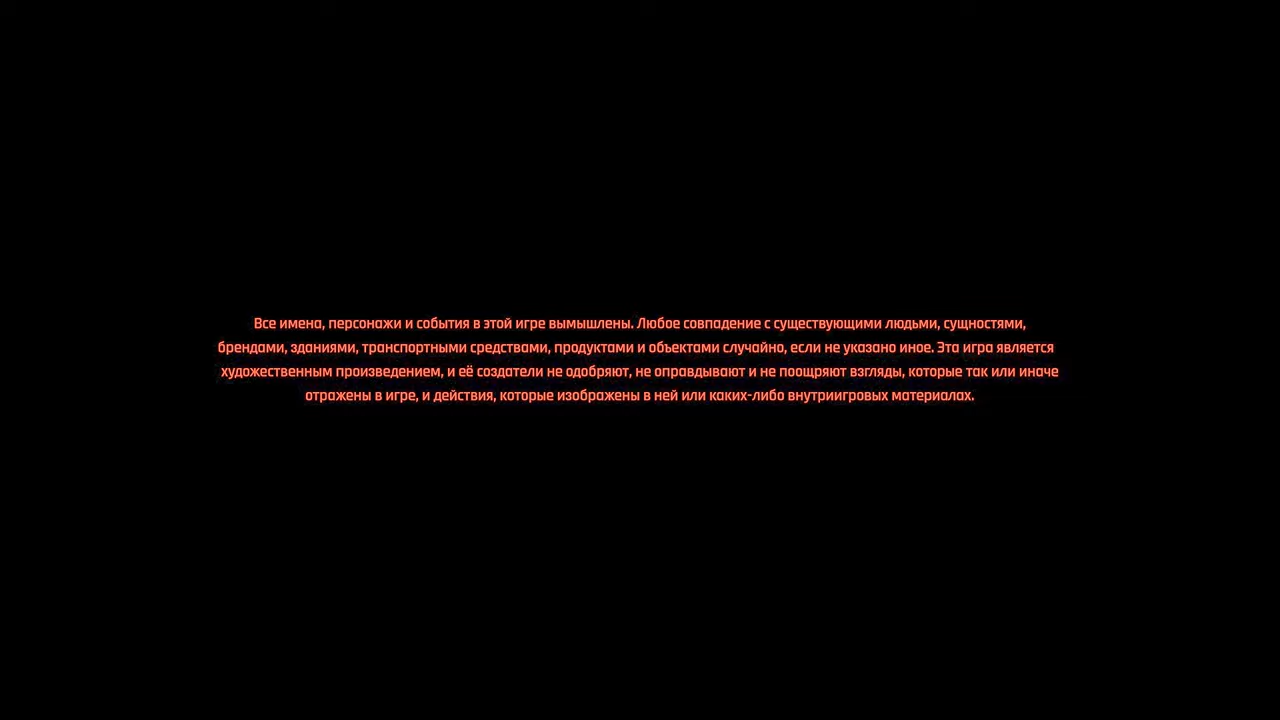 Все имена, персонажи и события в этой игре вымышлены. Любое совпадение с существующими людьми, сущностями,
брендами, зданиями, транспортными средствами, продуктами и объектами случайно, если не указано иное. Эта игра является
художественным произведением, и её создатели не одобряют, не оправдывают и не поощряют взгляды, которые так или иначе
отражены в игре, и действия, которые изображены в ней или каких-либо внутриигровых материалах.